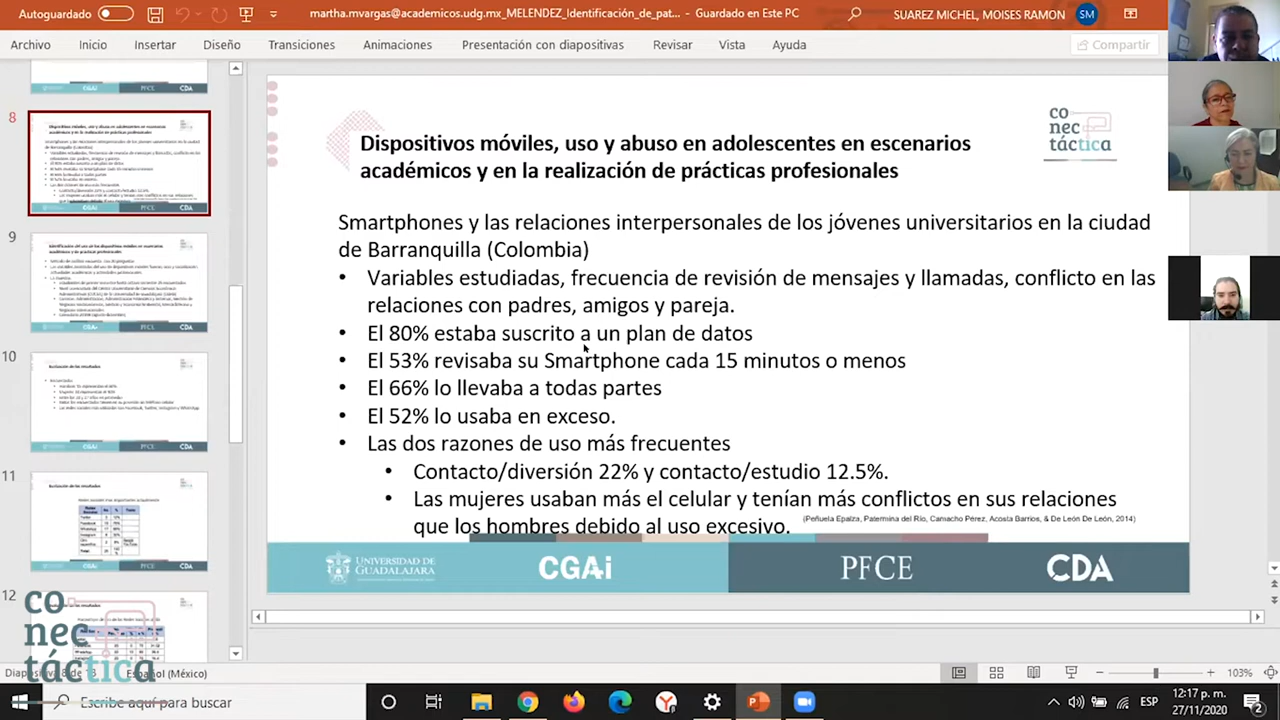 Autoguardado
martha.mvargas@academicos.udg.mx_MELENDEZ_Identificación_de_pat... - Guardado en Este PC
SUAREZ MICHEL, MOISES RAMON
SM
Archivo Inicio Insertar Diseño Transiciones Animaciones Presentación con diapositivas Revisar Vista Ayuda
Compartir
CGAi PFCE CDA
8
9
10
11
12
co
nec
táctica
Dispositivos móviles, uso y abuso en adolescentes en escenarios
académicos y en la realización de prácticas profesionales
Smartphones y las relaciones interpersonales de los jóvenes universitarios en la ciudad
de Barranquilla (Colombia)
• Variables estudiadas, frecuencia de revisión de mensajes y llamadas, conflicto en las
relaciones con padres, amigos y pareja.
• El 80% estaba suscrito a un plan de datos
• El 53% revisaba su Smartphone cada 15 minutos o menos
• El 66% lo llevaba a todas partes
• El 52% lo usaba en exceso.
• Las dos razones de uso más frecuentes
• Contacto/diversión 22% y contacto/estudio 12.5%.
• Las mujeres usaban más el celular y tenían más conflictos en sus relaciones
que los hombres debido al uso excesivo
(Peñuela Epalza, Paternina del Río, Camacho Pérez, Acosta Barrios, & De León De León, 2014)
UNIVERSIDAD DE
GUADALAJARA
CGAi
PFCE
CDA
co
nec
táctica
Diapositiva 8 de 13
Español (México)
103%
Escribe aquí para buscar
ESP
12:17 p. m.
27/11/2020
2